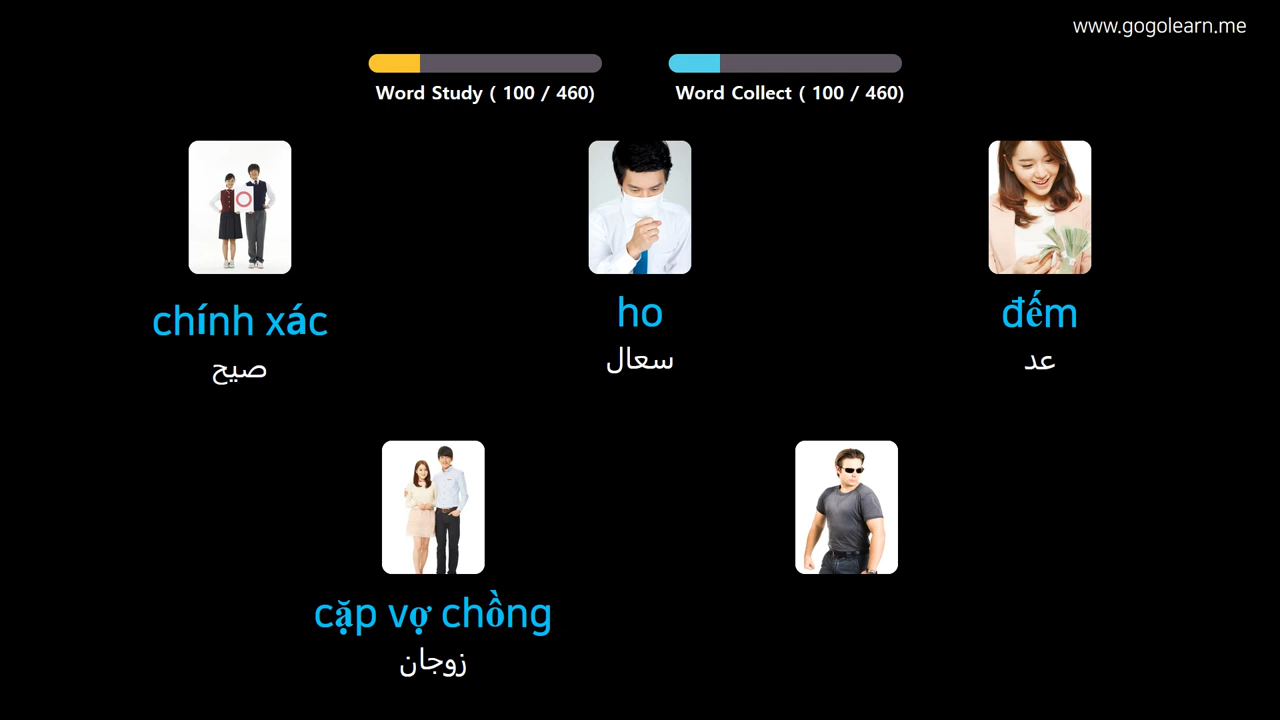 www.gogolearn.me
Word Study ( 100 / 460)
Word Collect ( 100 / 460)
chính xác
صيح
ho
سعال
đếm
عد
cặp vợ chồng
زوجان